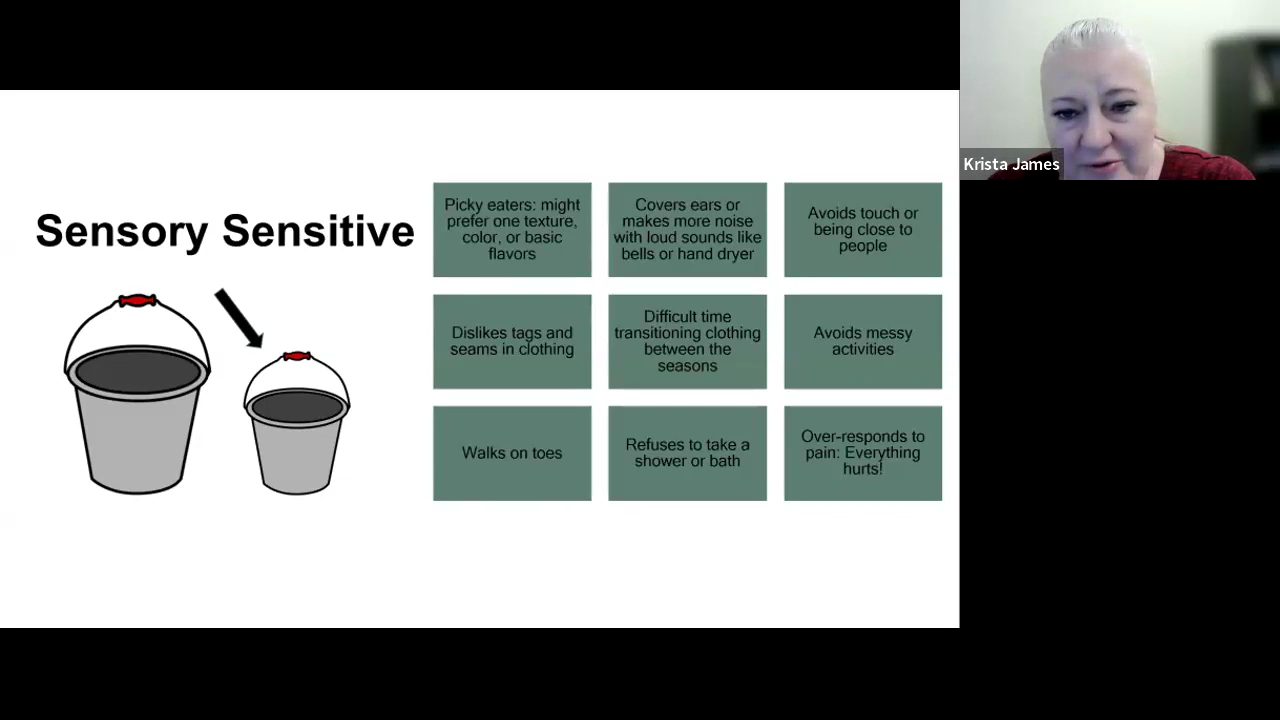 Krista James
Sensory Sensitive
Picky eaters: might
prefer one texture,
color, or basic
flavors
Covers ears or
makes more noise
with loud sounds like
bells or hand dryer
Avoids touch or
being close to
people
Dislikes tags and
seams in clothing
Difficult time
transitioning clothing
between the
seasons
Avoids messy
activities
Walks on toes
Refuses to take a
shower or bath
Over-responds to
pain: Everything
hurts!